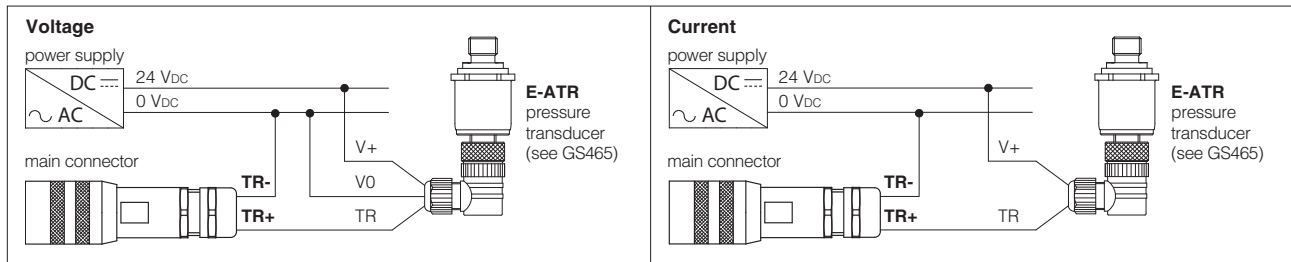 Voltage
power supply
DC
AC
24 VDC
0 VDC
main connector
TR-
TR+
V+
V0
TR
E-ATR
pressure
transducer
(see GS465)
Current
power supply
DC
AC
24 VDC
0 VDC
main connector
TR-
TR+
V+
TR
E-ATR
pressure
transducer
(see GS465)